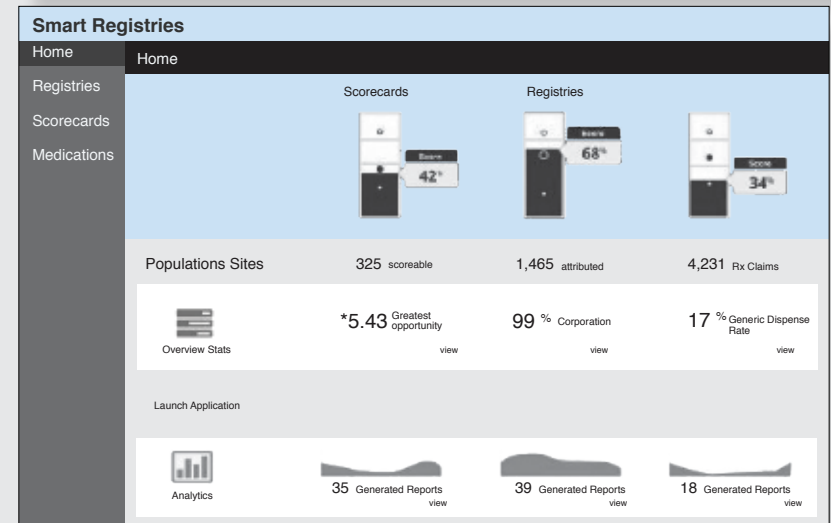 Smart Registries
Home
Home
Registries
Scorecards
Medications
Scorecards
Registries
Score
42%
Score
68%
Score
34%
Populations Sites
325 scoreable
1,465 attributed
4,231 Rx Claims
Overview Stats
*5.43 Greatest opportunity
view
99 % Corporation
view
17 % Generic Dispense Rate
view
Launch Application
Analytics
35 Generated Reports
view
39 Generated Reports
view
18 Generated Reports
view